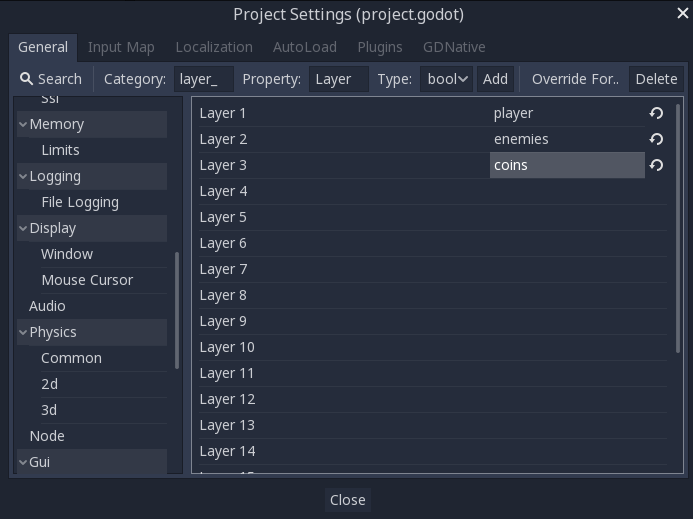 Project Settings (project.godot)
General Input Map Localization AutoLoad Plugins GDNative
Search Category: layer_ Property: Layer Type: bool Add Override For.. Delete
Ssl
Memory
Limits
Logging
File Logging
Display
Window
Mouse Cursor
Audio
Physics
Common
2d
3d
Node
Gui
Layer 1 player
Layer 2 enemies
Layer 3 coins
Layer 4
Layer 5
Layer 6
Layer 7
Layer 8
Layer 9
Layer 10
Layer 11
Layer 12
Layer 13
Layer 14
Layer 15
Close